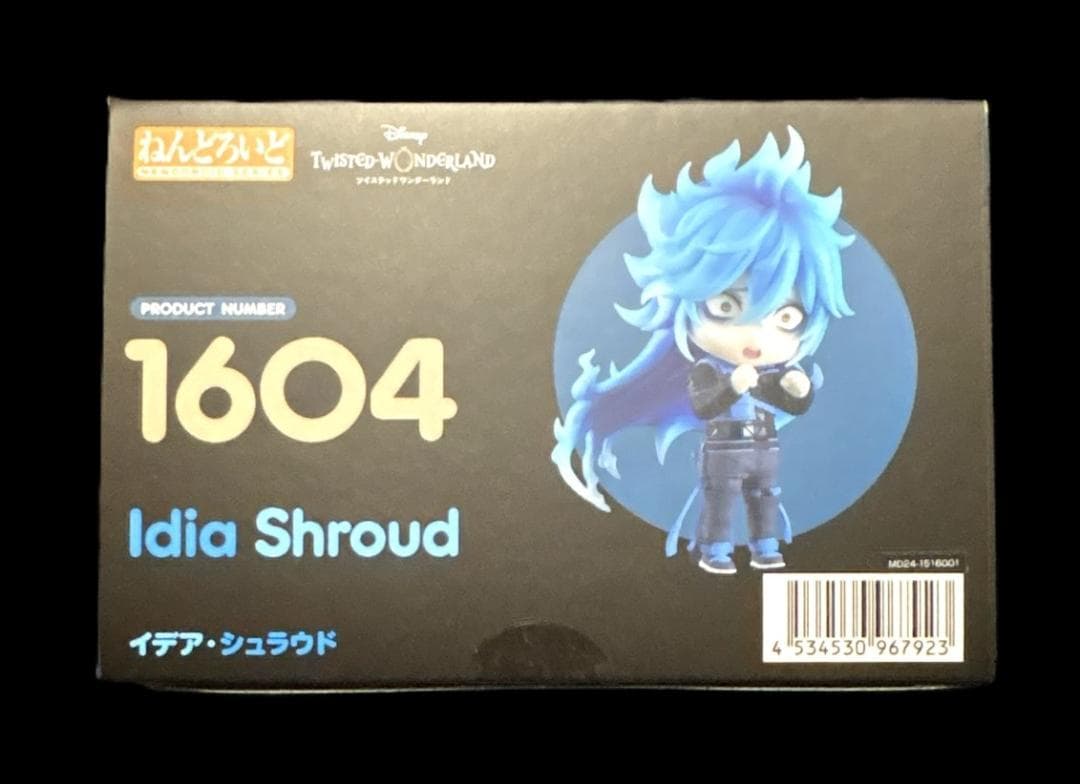 ねんどろいど
NENDOROID SERIES
Disney
TWISTED-WONDERLAND
ツイステッドワンダーランド
PRODUCT NUMBER
1604
Idia Shroud
イデア・シュラウド
MD24-1516001
4 534530 967923